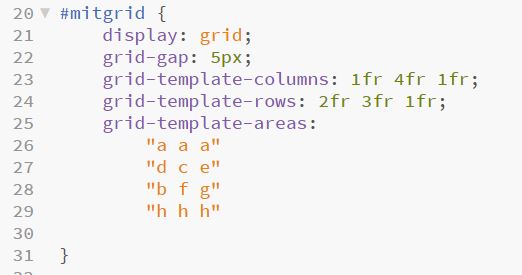 20 #mitgrid {
21 display: grid;
22 grid-gap: 5px;
23 grid-template-columns: 1fr 4fr 1fr;
24 grid-template-rows: 2fr 3fr 1fr;
25 grid-template-areas:
26 "a a a"
27 "d c e"
28 "b f g"
29 "h h h"
30
31 }